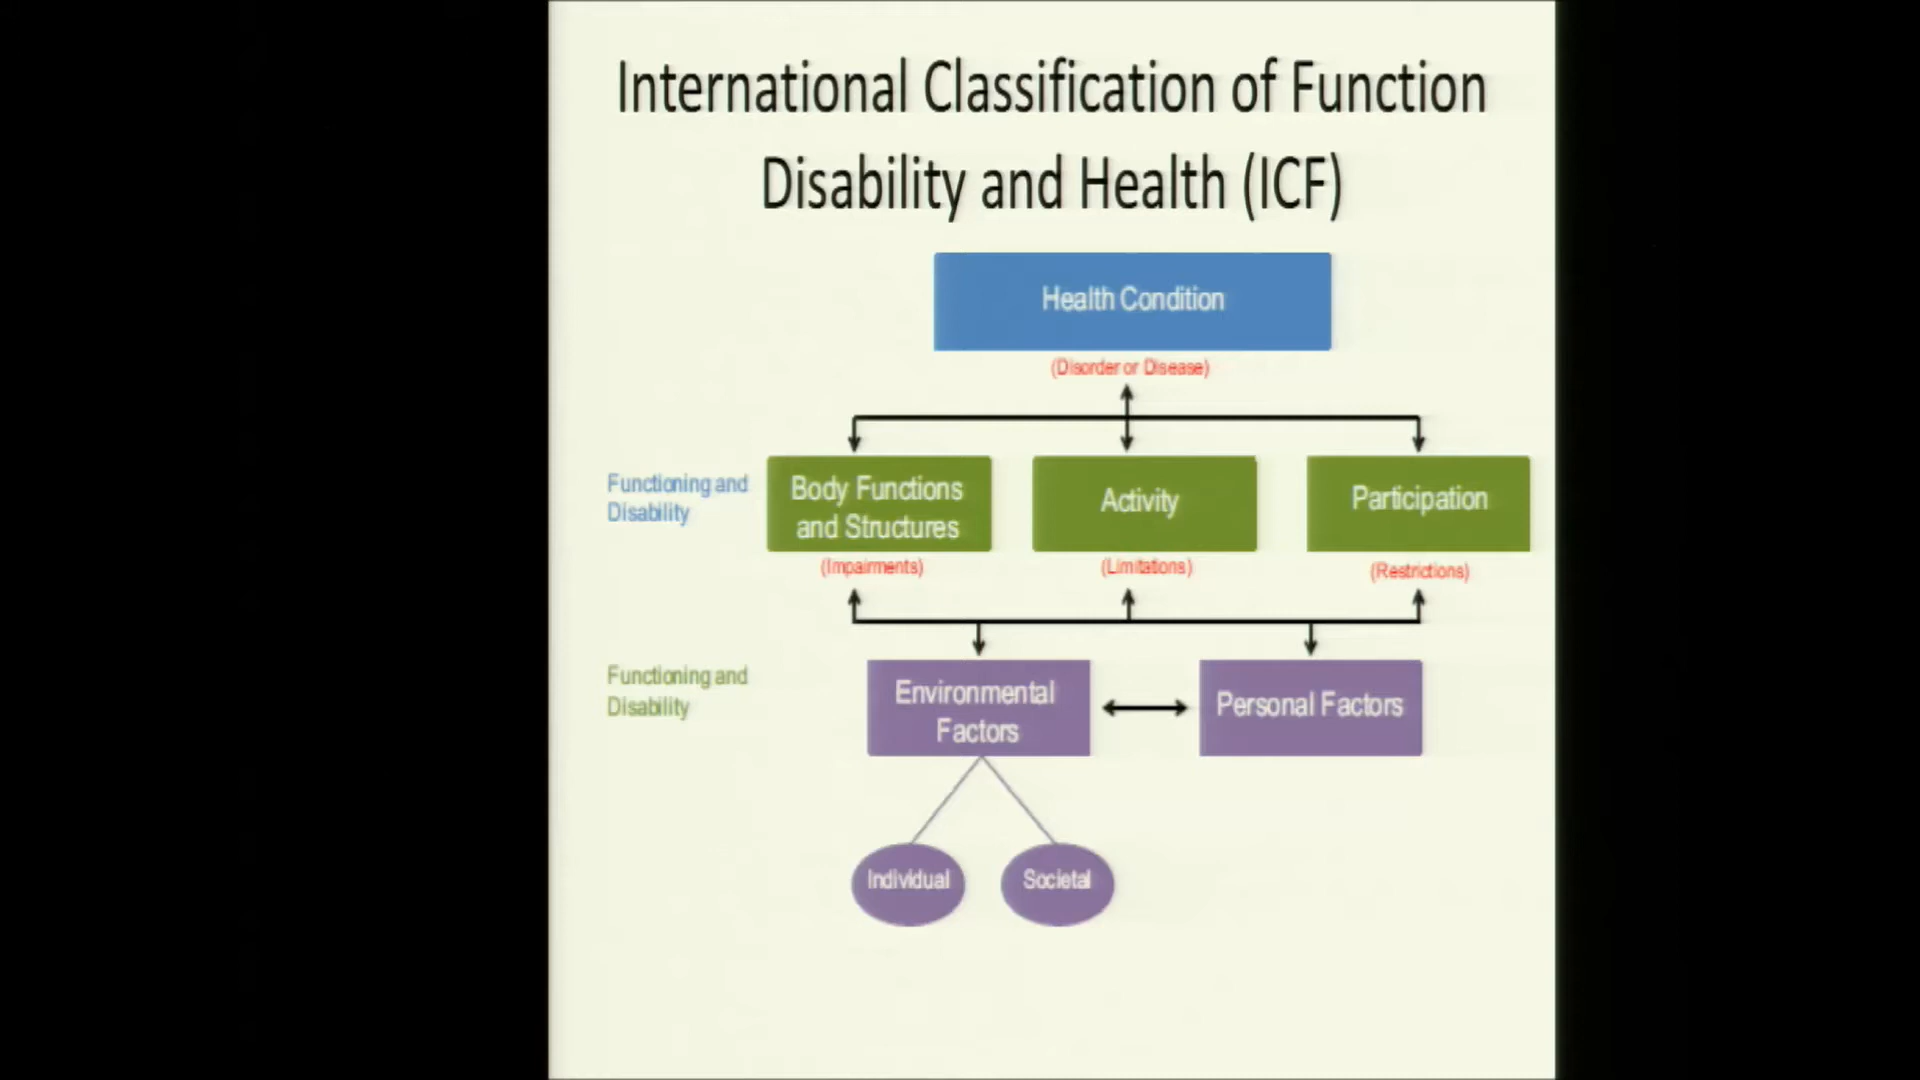 International Classification of Function
Disability and Health (ICF)
Health Condition
(Disorder or Disease)
Functioning and
Disability
Body Functions
and Structures
(Impairments)
Activity
(Limitations)
Participation
(Restrictions)
Functioning and
Disability
Environmental
Factors
Personal Factors
Individual
Societal